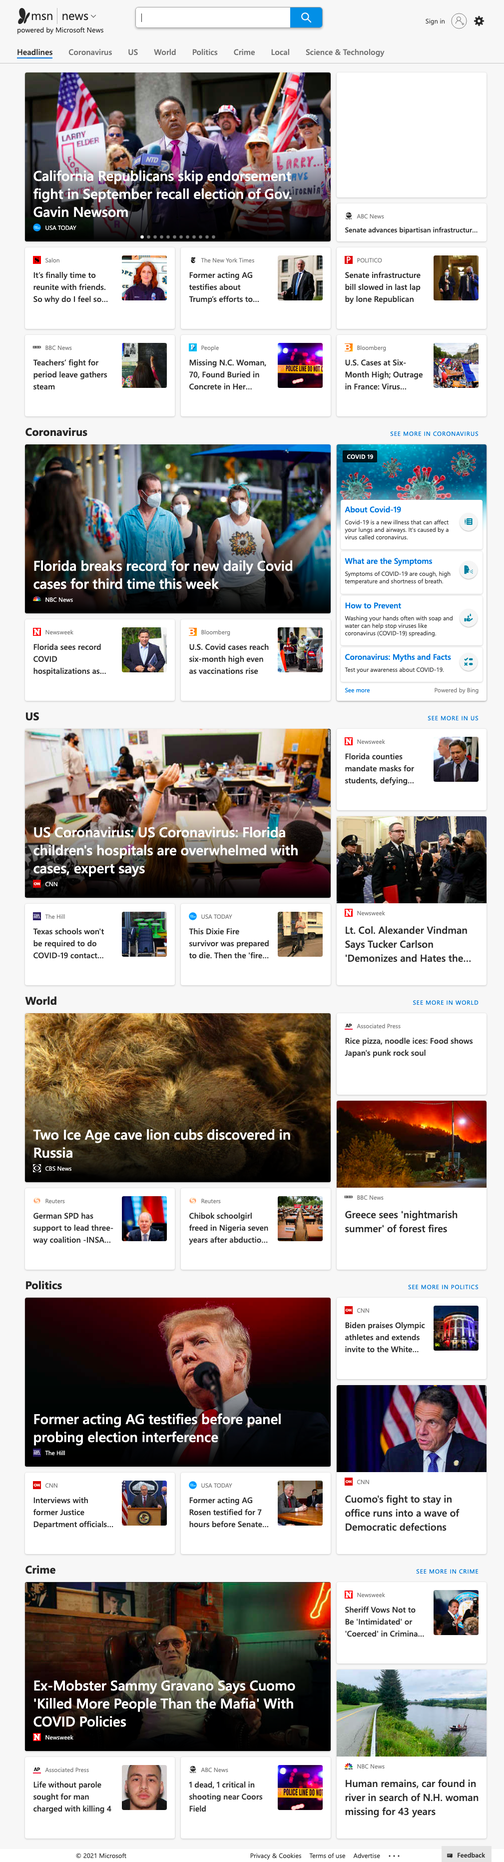 msn | news
powered by Microsoft News
Sign in
Headlines Coronavirus US World Politics Crime Local Science & Technology
LARRY ELDER
LARRY...
NTD
California Republicans skip endorsement
fight in September recall election of Gov.
Gavin Newsom
USA TODAY
ABC News
Senate advances bipartisan infrastructur...
Salon
It's finally time to
reunite with friends.
So why do I feel so...
The New York Times
Former acting AG
testifies about
Trump's efforts to...
POLITICO
Senate infrastructure
bill slowed in last lap
by lone Republican
BBC News
Teachers' fight for
period leave gathers
steam
People
Missing N.C. Woman,
70, Found Buried in
Concrete in Her...
POLICE LINE DO NOT
Bloomberg
U.S. Cases at Six-
Month High; Outrage
in France: Virus...
Coronavirus
SEE MORE IN CORONAVIRUS
Florida breaks record for new daily Covid
cases for third time this week
NBC News
COVID 19
About Covid-19
Covid-19 is a new illness that can affect
your lungs and airways. It's caused by a
virus called coronavirus.
What are the Symptoms
Symptoms of COVID-19 are cough, high
temperature and shortness of breath.
How to Prevent
Washing your hands often with soap and
water can help stop viruses like
coronavirus (COVID-19) spreading.
Coronavirus: Myths and Facts
Test your awareness about COVID-19.
See more
Powered by Bing
Newsweek
Florida sees record
COVID
hospitalizations as...
Bloomberg
U.S. Covid cases reach
six-month high even
as vaccinations rise
US
SEE MORE IN US
US Coronavirus: US Coronavirus: Florida
children's hospitals are overwhelmed with
cases, expert says
CNN
Newsweek
Florida counties
mandate masks for
students, defying...
Newsweek
Lt. Col. Alexander Vindman
Says Tucker Carlson
'Demonizes and Hates the...
The Hill
Texas schools won't
be required to do
COVID-19 contact...
USA TODAY
This Dixie Fire
survivor was prepared
to die. Then the 'fire...
World
SEE MORE IN WORLD
Two Ice Age cave lion cubs discovered in
Russia
CBS News
AP Associated Press
Rice pizza, noodle ices: Food shows
Japan's punk rock soul
BBC News
Greece sees 'nightmarish
summer' of forest fires
Reuters
German SPD has
support to lead three-
way coalition -INSA...
Reuters
Chibok schoolgirl
freed in Nigeria seven
years after abductio...
Politics
SEE MORE IN POLITICS
Former acting AG testifies before panel
probing election interference
The Hill
CNN
Biden praises Olympic
athletes and extends
invite to the White...
CNN
Cuomo's fight to stay in
office runs into a wave of
Democratic defections
CNN
Interviews with
former Justice
Department officials...
USA TODAY
Former acting AG
Rosen testified for 7
hours before Senate...
Crime
SEE MORE IN CRIME
Ex-Mobster Sammy Gravano Says Cuomo
'Killed More People Than the Mafia' With
COVID Policies
Newsweek
Newsweek
Sheriff Vows Not to
Be 'Intimidated' or
'Coerced' in Crimina...
NBC News
Human remains, car found in
river in search of N.H. woman
missing for 43 years
AP Associated Press
Life without parole
sought for man
charged with killing 4
ABC News
1 dead, 1 critical in
shooting near Coors
Field
POLICE LINE DO NOT
© 2021 Microsoft
Privacy & Cookies Terms of use Advertise ...
Feedback